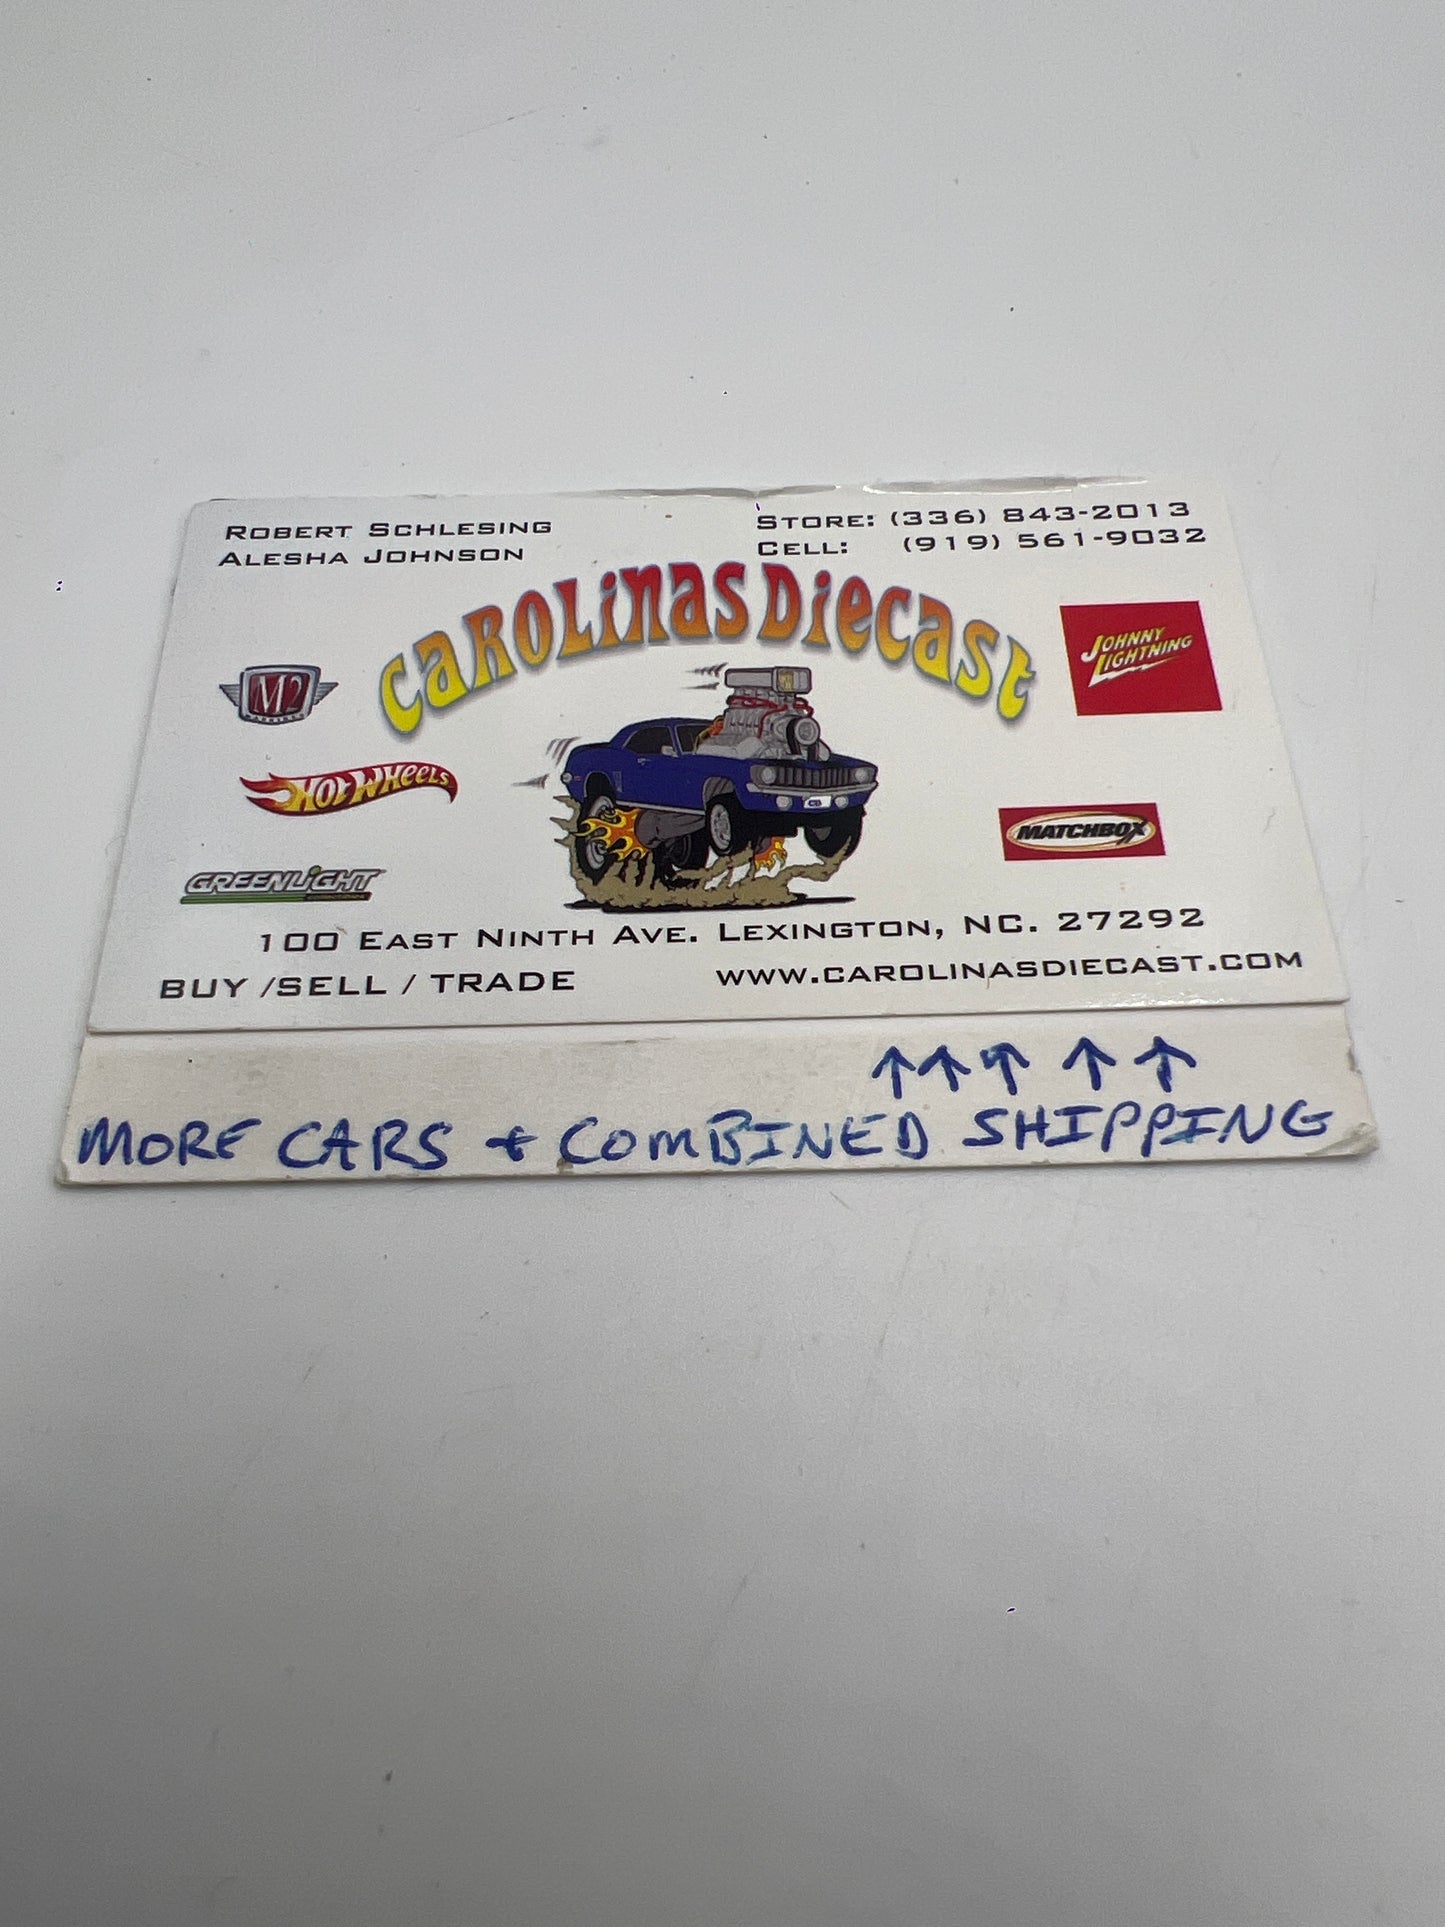 Robert Schlesing
Alesha Johnson
Store: (336) 843-2013
Cell: (919) 561-9032
Carolinas Diecast
M2
MACHINES
JOHNNY
LIGHTNING
Hot Wheels
MATCHBOX
GREENLIGHT
100 East Ninth Ave. Lexington, NC. 27292
BUY /SELL / TRADE
www.carolinasdiecast.com
↑ ↑ ↑ ↑ ↑
MORE CARS + COMBINED SHIPPING